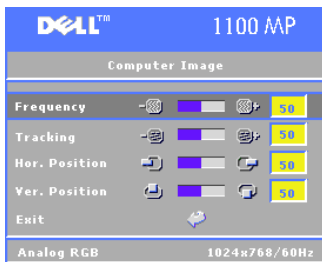 DELL™ 1100 MP
Computer Image
Frequency - + 50
Tracking - + 50
Hor. Position 50
Ver. Position 50
Exit
Analog RGB 1024x768/60Hz